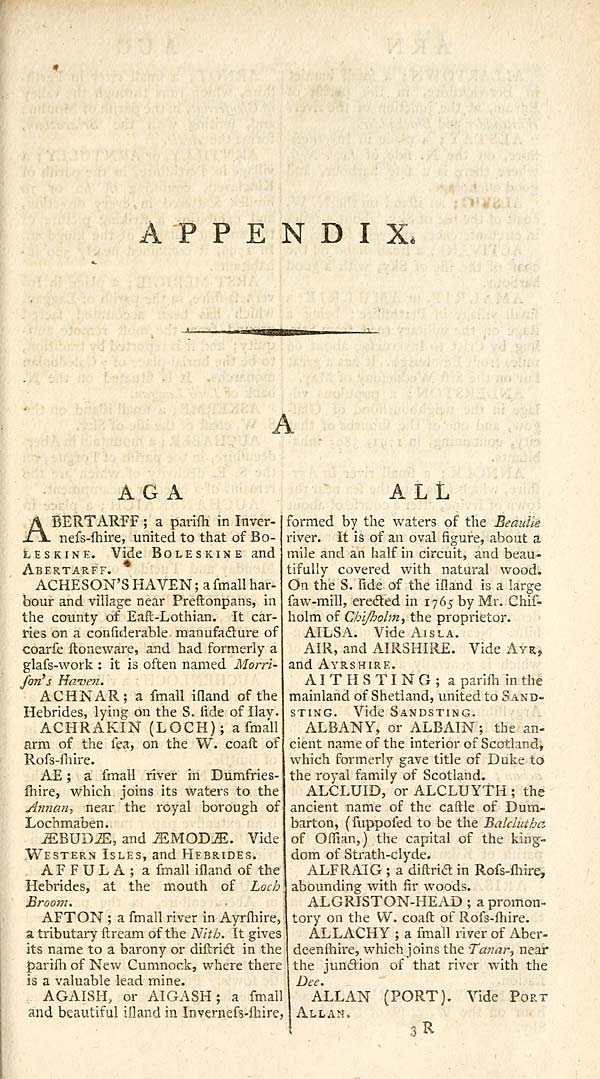 APPENDIX.
A
AGA
ABERTARFF; a pariſh in Inver-
neſs-ſhire, united to that of Bo-
LESKINE. Vide BOLESKINE and
ABERTARFF.
ACHESON'S HAVEN; a ſmall har-
bour and village near Preſtonpans, in
the county of Eaſt-Lothian. It car-
ries on a conſiderable manufacture of
coarſe ſtoneware, and had formerly a
glaſs-work: it is often named Morri-
ſon's Haven.
ACHNAR; a ſmall iſland of the
Hebrides, lying on the S. ſide of Ilay.
ACHRAKIN (LOCH); a ſmall
arm of the ſea, on the W. coaſt of
Roſs-ſhire.
AE; a ſmall river in Dumfries-
ſhire, which joins its waters to the
Annan, near the royal borough of
Lochmaben.
ÆBUDÆ, and ÆMODÆ. Vide
WESTERN ISLES, and HEBRIDES.
AFFULA; a ſmall iſland of the
Hebrides, at the mouth of Loch
Broom.
AFTON; a ſmall river in Ayrſhire,
a tributary ſtream of the Nith. It gives
its name to a barony or diſtrict in the
pariſh of New Cumnock, where there
is a valuable lead mine.
AGAISH, or AIGASH; a ſmall
and beautiful iſland in Inverneſs-ſhire,
ALL
formed by the waters of the Beaulie
river. It is of an oval figure, about a
mile and an half in circuit, and beau-
tifully covered with natural wood.
On the S. ſide of the iſland is a large
ſaw-mill, erected in 1765 by Mr. Chiſ-
holm of Chiſholm, the proprietor.
AILSA. Vide AISLA.
AIR, and AIRSHIRE. Vide AYR,
and AYRSHIRE.
AITHSTING; a pariſh in the
mainland of Shetland, united to SAND-
STING. Vide SANDSTING.
ALBANY, or ALBAIN; the an-
cient name of the interior of Scotland,
which formerly gave title of Duke to
the royal family of Scotland.
ALCLUID, or ALCLUYTH; the
ancient name of the caſtle of Dum-
barton, (ſuppoſed to be the Balclutha
of Oſſian,) the capital of the king-
dom of Strath-clyde.
ALFRAIG; a diſtrict in Roſs-ſhire,
abounding with fir woods.
ALGRISTON-HEAD; a promon-
tory on the W. coaſt of Roſs-ſhire.
ALLACHY; a ſmall river of Aber-
deenſhire, which joins the Tanar, near
the junction of that river with the
Dee.
ALLAN (PORT). Vide PORT
ALLAN.
3 R